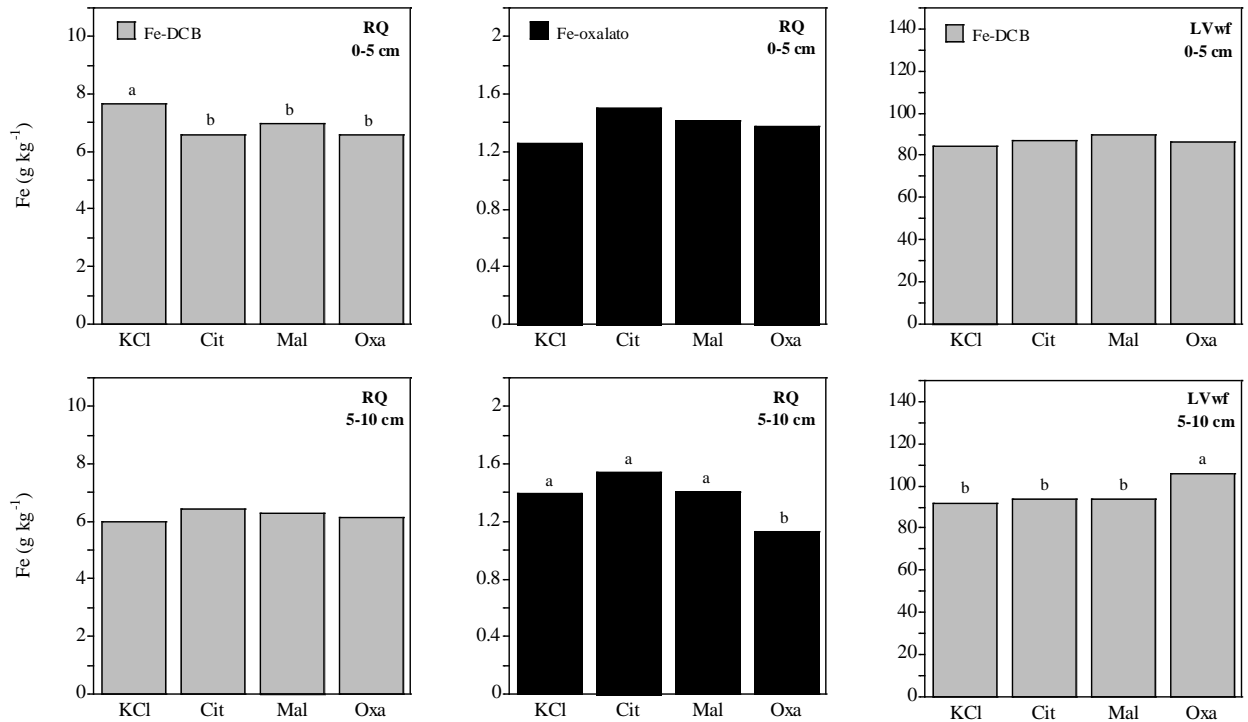 10
8
6
4
2
0
Fe (g kg-1)
Fe-DCB
RQ
0-5 cm
a
b
b
b
KCl Cit Mal Oxa
2
1.6
1.2
0.8
0.4
0
Fe-oxalato
RQ
0-5 cm
KCl Cit Mal Oxa
140
120
100
80
60
40
20
0
Fe-DCB
LVwf
0-5 cm
KCl Cit Mal Oxa
10
8
6
4
2
0
Fe (g kg-1)
RQ
5-10 cm
KCl Cit Mal Oxa
2
1.6
1.2
0.8
0.4
0
RQ
5-10 cm
a
a
a
b
KCl Cit Mal Oxa
140
120
100
80
60
40
20
0
LVwf
5-10 cm
b
b
b
a
KCl Cit Mal Oxa